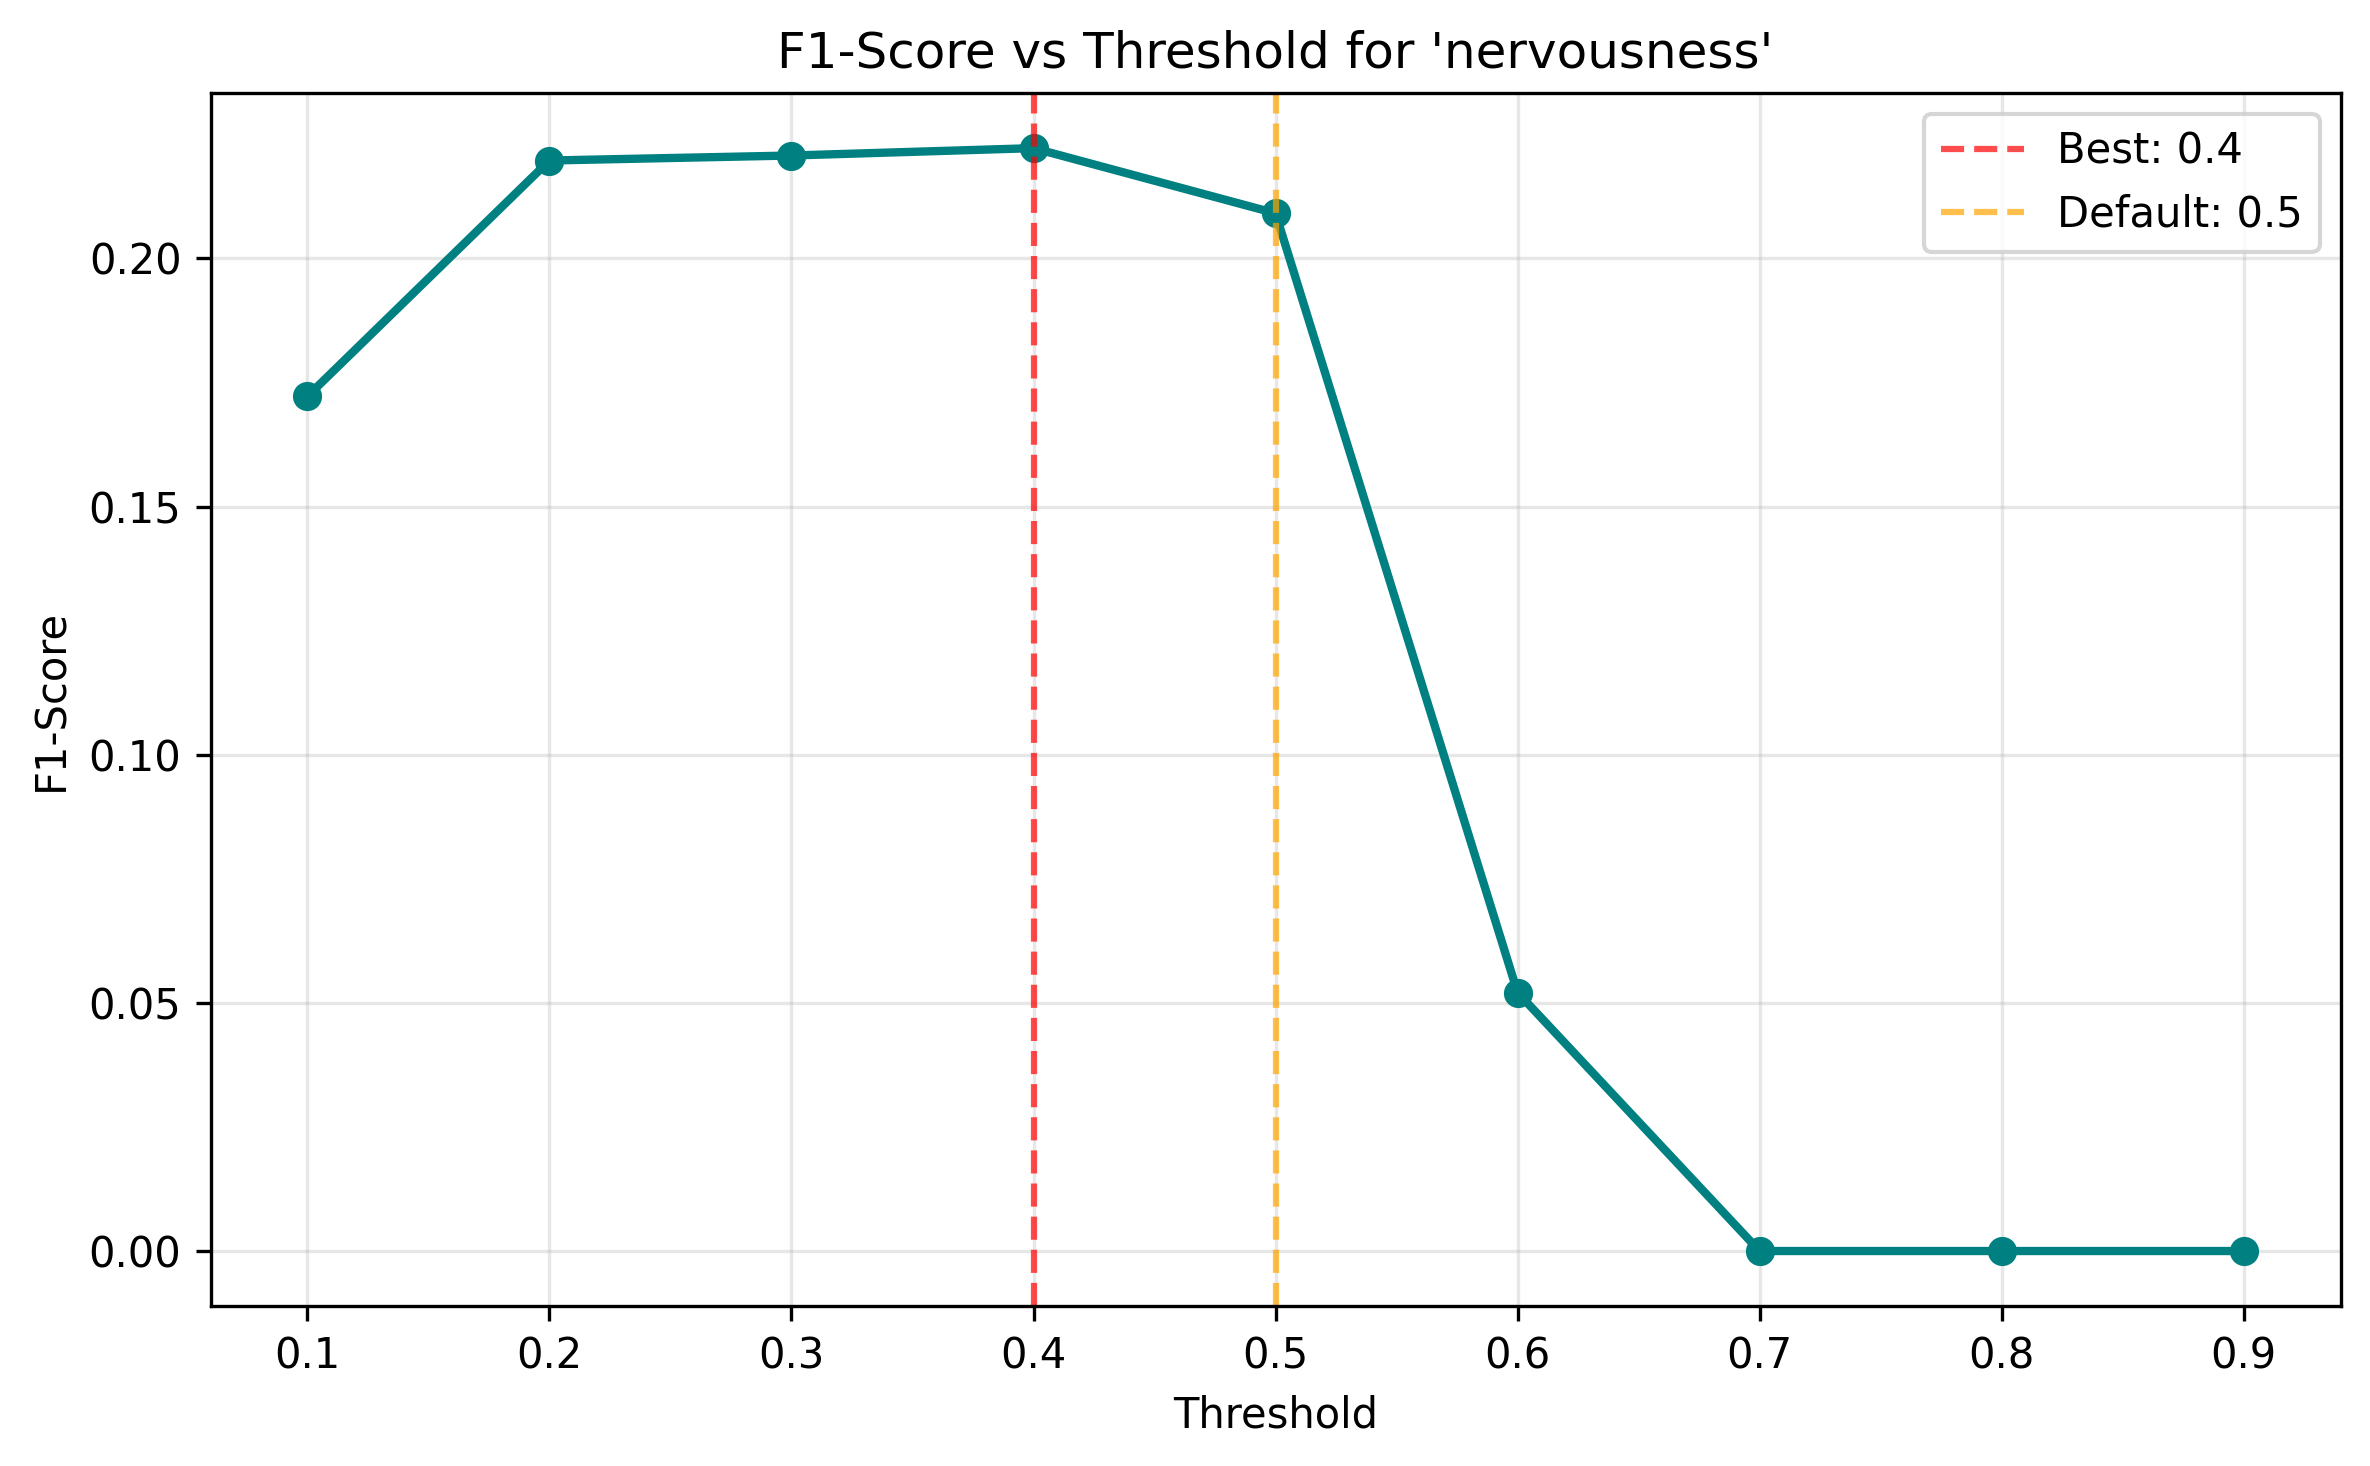 F1-Score vs Threshold for 'nervousness'
Best: 0.4
Default: 0.5
F1-Score
0.20
0.15
0.10
0.05
0.00
0.1 0.2 0.3 0.4 0.5 0.6 0.7 0.8 0.9
Threshold